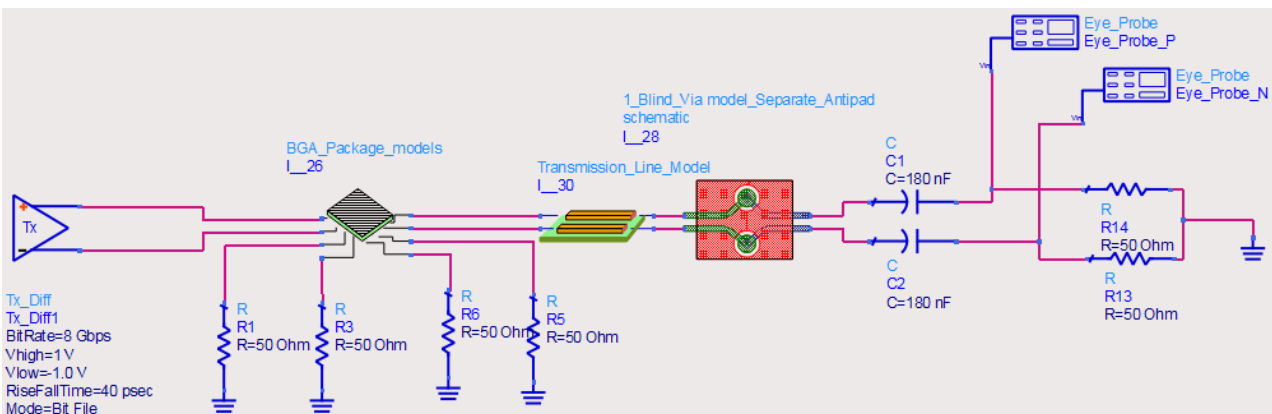 Eye_Probe
Eye_Probe_P
Vin
Eye_Probe
Eye_Probe_N
Vin
1_Blind_Via model_Separate_Antipad
schematic
I__28
BGA_Package_models
I__26
Transmission_Line_Model
I__30
C
C1
C=180 nF
+
Tx
-
R
R14
R=50 Ohm
C
C2
C=180 nF
R
R13
R=50 Ohm
Tx_Diff
Tx_Diff1
BitRate=8 Gbps
Vhigh=1 V
Vlow=-1.0 V
RiseFallTime=40 psec
Mode=Bit File
R
R1
R=50 Ohm
R
R3
R=50 Ohm
R
R6
R=50 Ohm
R
R5
R=50 Ohm